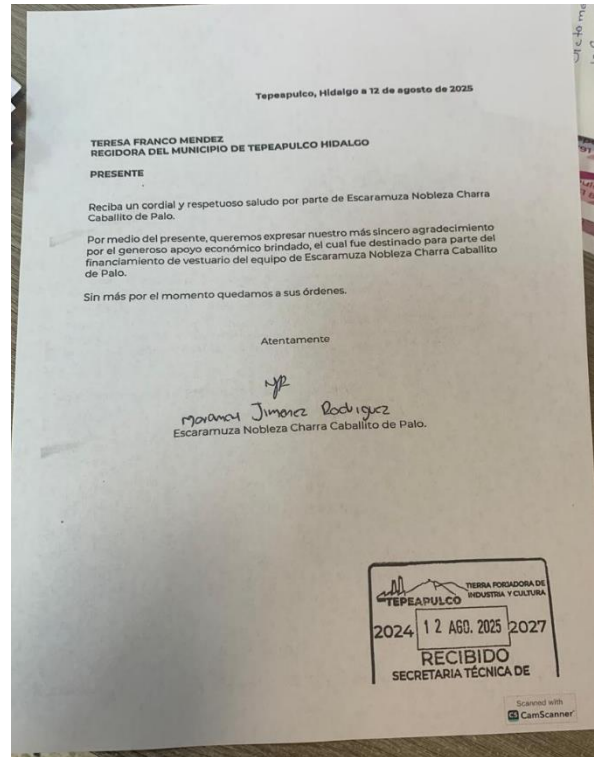 Tepeapulco, Hidalgo a 12 de agosto de 2025
TERESA FRANCO MENDEZ
REGIDORA DEL MUNICIPIO DE TEPEAPULCO HIDALGO
PRESENTE
Reciba un cordial y respetuoso saludo por parte de Escaramuza Nobleza Charra
Caballito de Palo.
Por medio del presente, queremos expresar nuestro más sincero agradecimiento
por el generoso apoyo económico brindado, el cual fue destinado para parte del
financiamiento de vestuario del equipo de Escaramuza Nobleza Charra Caballito
de Palo.
Sin más por el momento quedamos a sus órdenes.
Atentamente
Jimenez Rodriguez
Escaramuza Nobleza Charra Caballito de Palo.
TEPEAPULCO
TIERRA FORJADORA DE
INDUSTRIA Y CULTURA
2024 12 AGO. 2025 2027
RECIBIDO
SECRETARIA TÉCNICA DE
Scanned with
CS CamScanner